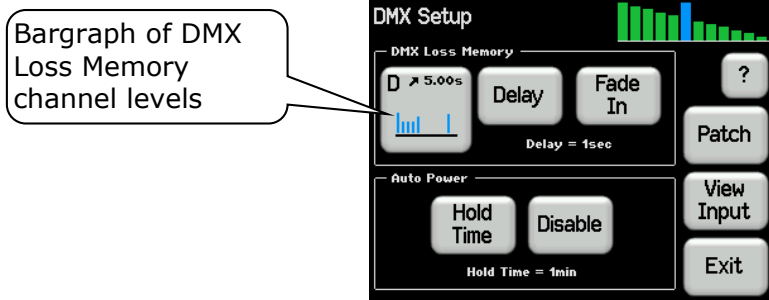 Bargraph of DMX
Loss Memory
channel levels
DMX Setup
DMX Loss Memory
D ↗ 5.00s
Delay
Fade
In
Delay = 1sec
?
Patch
Auto Power
Hold
Time
Disable
Hold Time = 1min
View
Input
Exit